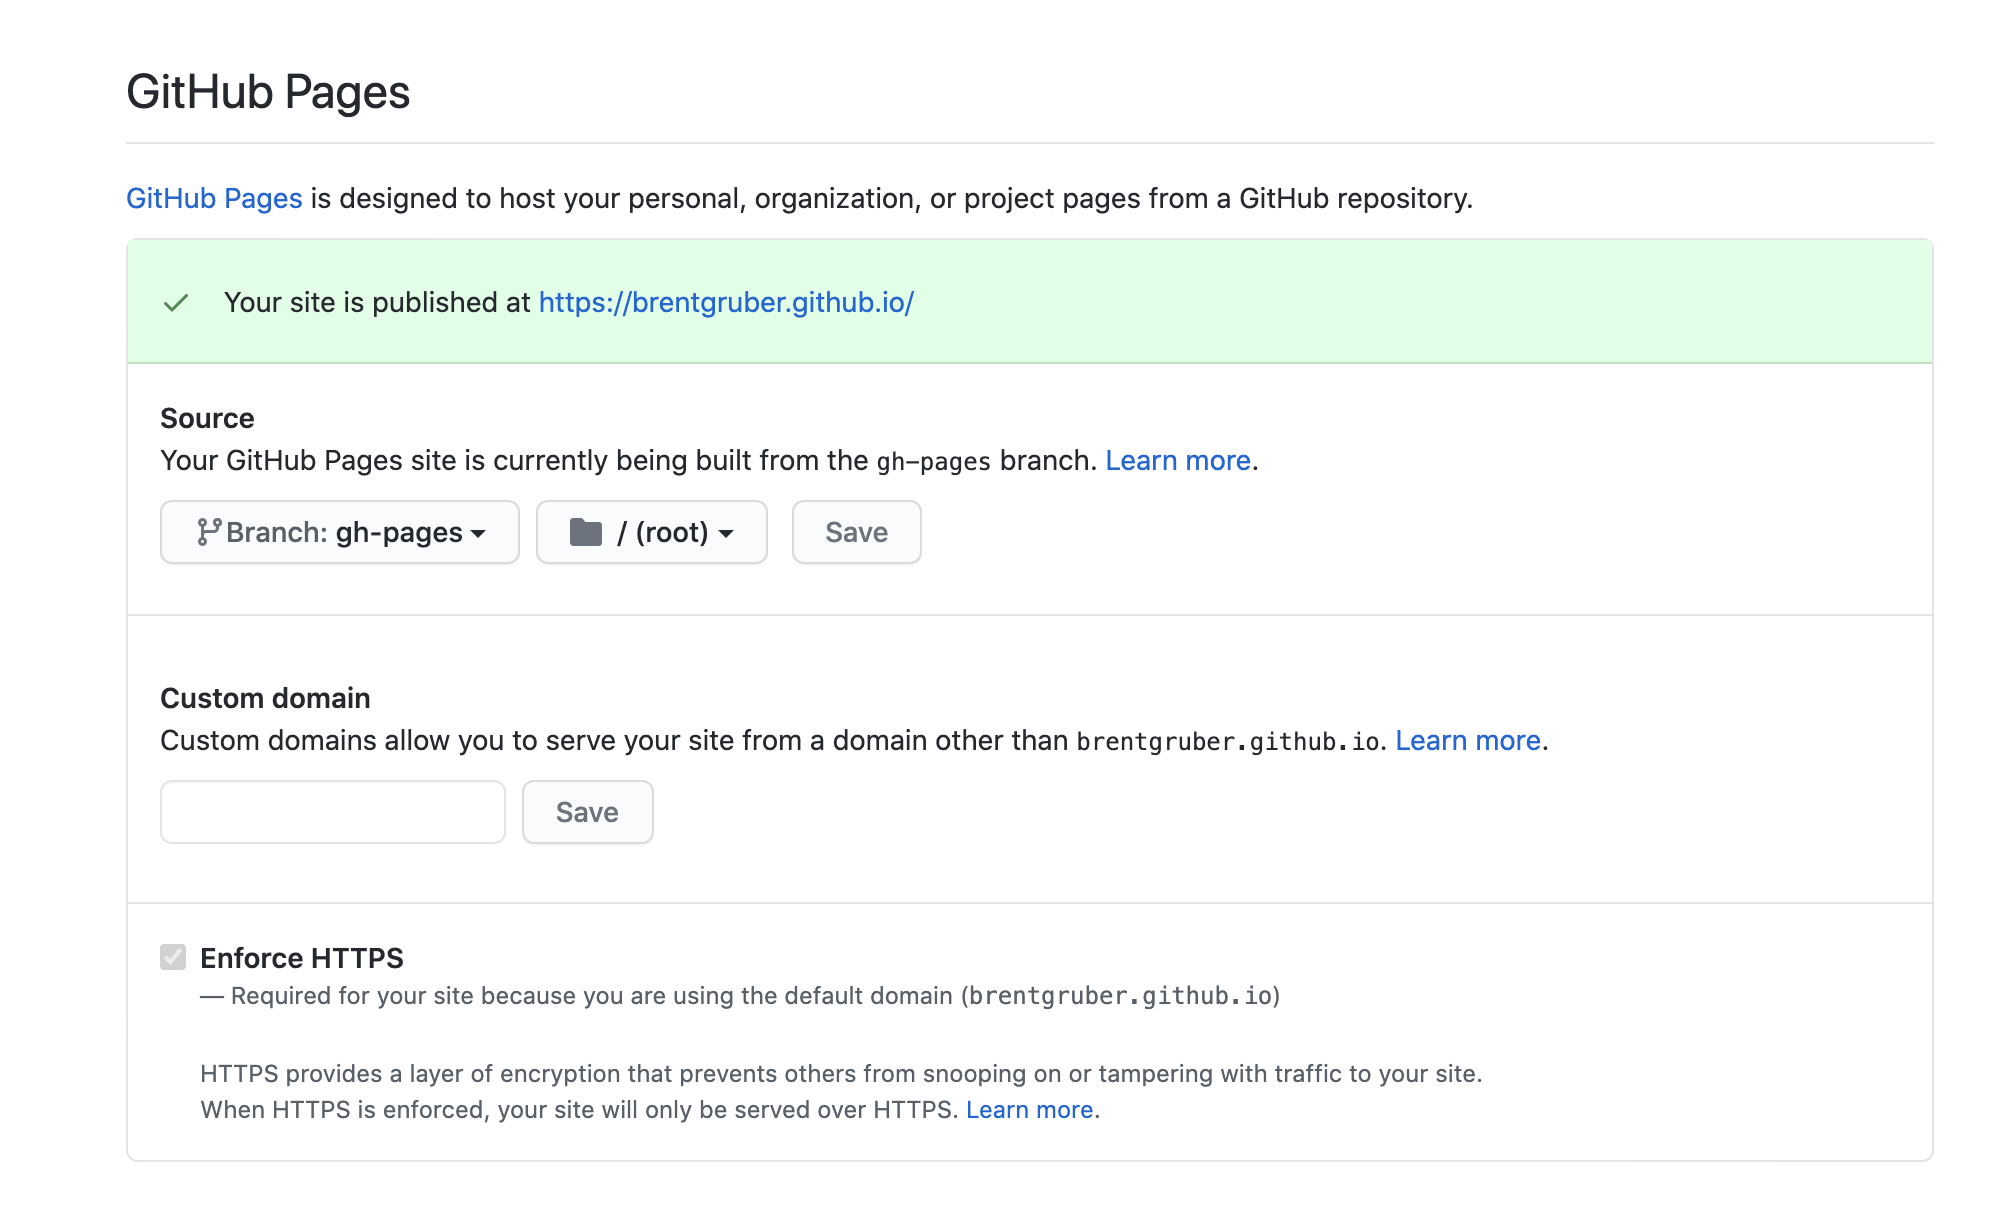 GitHub Pages
GitHub Pages is designed to host your personal, organization, or project pages from a GitHub repository.
Your site is published at https://brentgruber.github.io/
Source
Your GitHub Pages site is currently being built from the gh-pages branch. Learn more.
Branch: gh-pages / (root) Save
Custom domain
Custom domains allow you to serve your site from a domain other than brentgruber.github.io. Learn more.
Save
Enforce HTTPS
— Required for your site because you are using the default domain (brentgruber.github.io)
HTTPS provides a layer of encryption that prevents others from snooping on or tampering with traffic to your site.
When HTTPS is enforced, your site will only be served over HTTPS. Learn more.